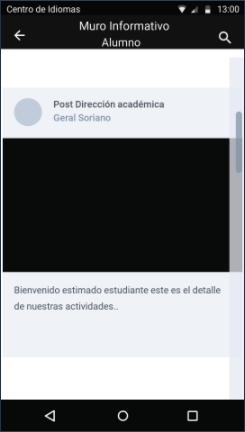 Centro de Idiomas 13:00
Muro Informativo
Alumno
Post Dirección académica
Geral Soriano
Bienvenido estimado estudiante este es el detalle
de nuestras actividades..